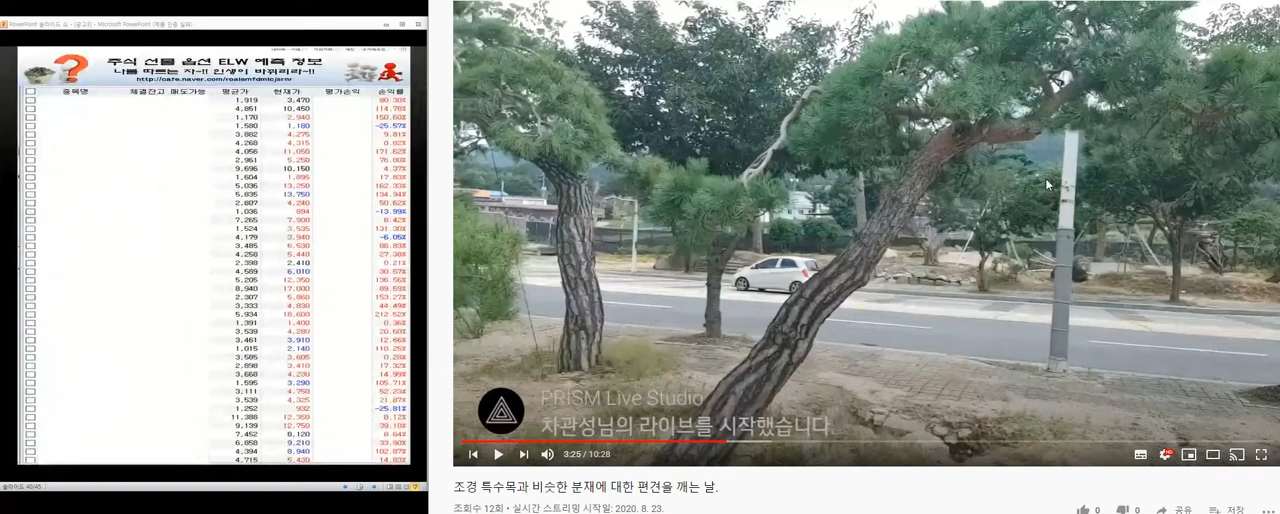 PowerPoint 슬라이드 쇼 - [광고2] - Microsoft PowerPoint (제품 인증 실패)
주식 선물 옵션 ELW 예측 정보
나를 따르는 자~!! 인생이 바뀌리라~!!
종목명 체결잔고 매도가능 평균가 현재가 평가손익 손익률
1,919 3,470
4,851 10,450 114.78%
1,170 2,940 150.60%
1,580 1,180 -25.57%
3,882 4,275 9.81%
4,268 4,315 0.82%
4,056 11,050 171.62%
2,961 5,250 76.80%
9,696 10,150 4.37%
1,604 1,895 17.83%
5,036 13,250 162.33%
5,835 13,750 134.94%
2,807 4,240 50.62%
1,036 894 -13.99%
7,265 7,900 8.42%
1,524 3,535 131.38%
4,179 3,940 -6.05%
3,485 6,530 86.83%
4,258 5,440 27.38%
2,398 2,410 0.21%
4,589 6,010 30.57%
5,205 12,350 136.56%
8,940 17,000 89.59%
2,307 5,860 153.27%
3,333 4,830 44.49%
5,934 18,600 212.52%
1,391 1,400 0.36%
3,539 4,280 20.60%
3,461 3,910 12.66%
1,015 2,140 110.25%
3,585 3,605 0.28%
2,898 3,410 17.32%
3,668 4,230 14.99%
1,595 3,290 105.71%
3,111 4,750 52.23%
3,539 4,325 21.87%
1,252 932 -25.81%
11,388 12,350 8.12%
9,139 12,750 39.10%
7,452 8,120 8.64%
6,858 9,210 33.90%
4,394 8,940 102.87%
4,715 5,430 14.83%
슬라이드 40/45
PRISM Live Studio
차관성님의 라이브를 시작했습니다.
3:25 / 10:28
HD
조경 특수목과 비슷한 분재에 대한 편견을 깨는 날.
조회수 12회 • 실시간 스트리밍 시작일: 2020. 8. 23.
0 0 공유 저장